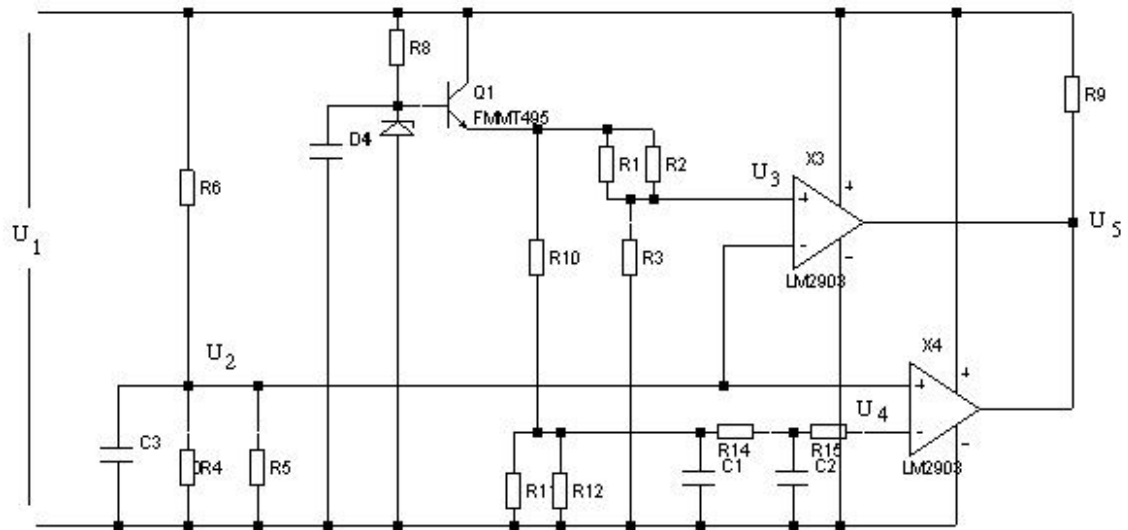 R8
Q1
FMMT495
D4
R9
R6
R1
R2
U3
X3
+
+
-
-
LM2903
U1
U5
R10
R3
U2
X4
+
+
-
-
LM2903
U4
C3
R4
R5
R11
R12
R14
C1
R15
C2